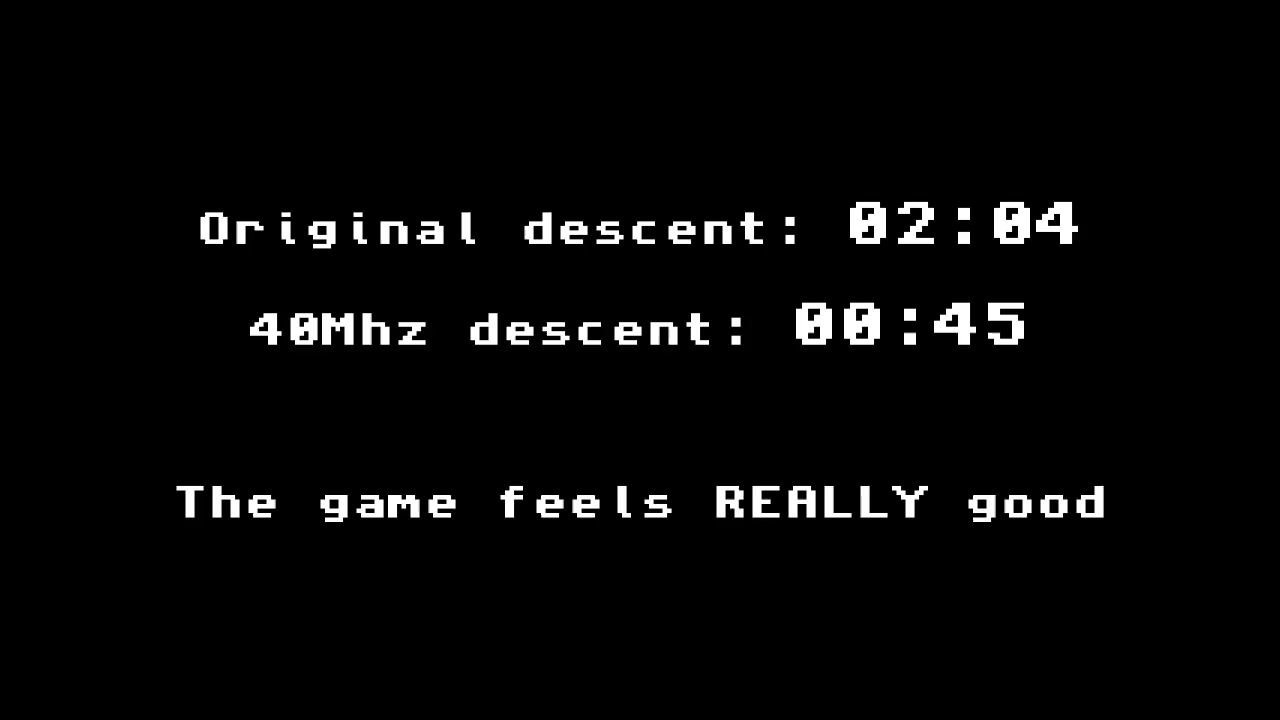 Original descent: 02:04
40Mhz descent: 00:45
The game feels REALLY good